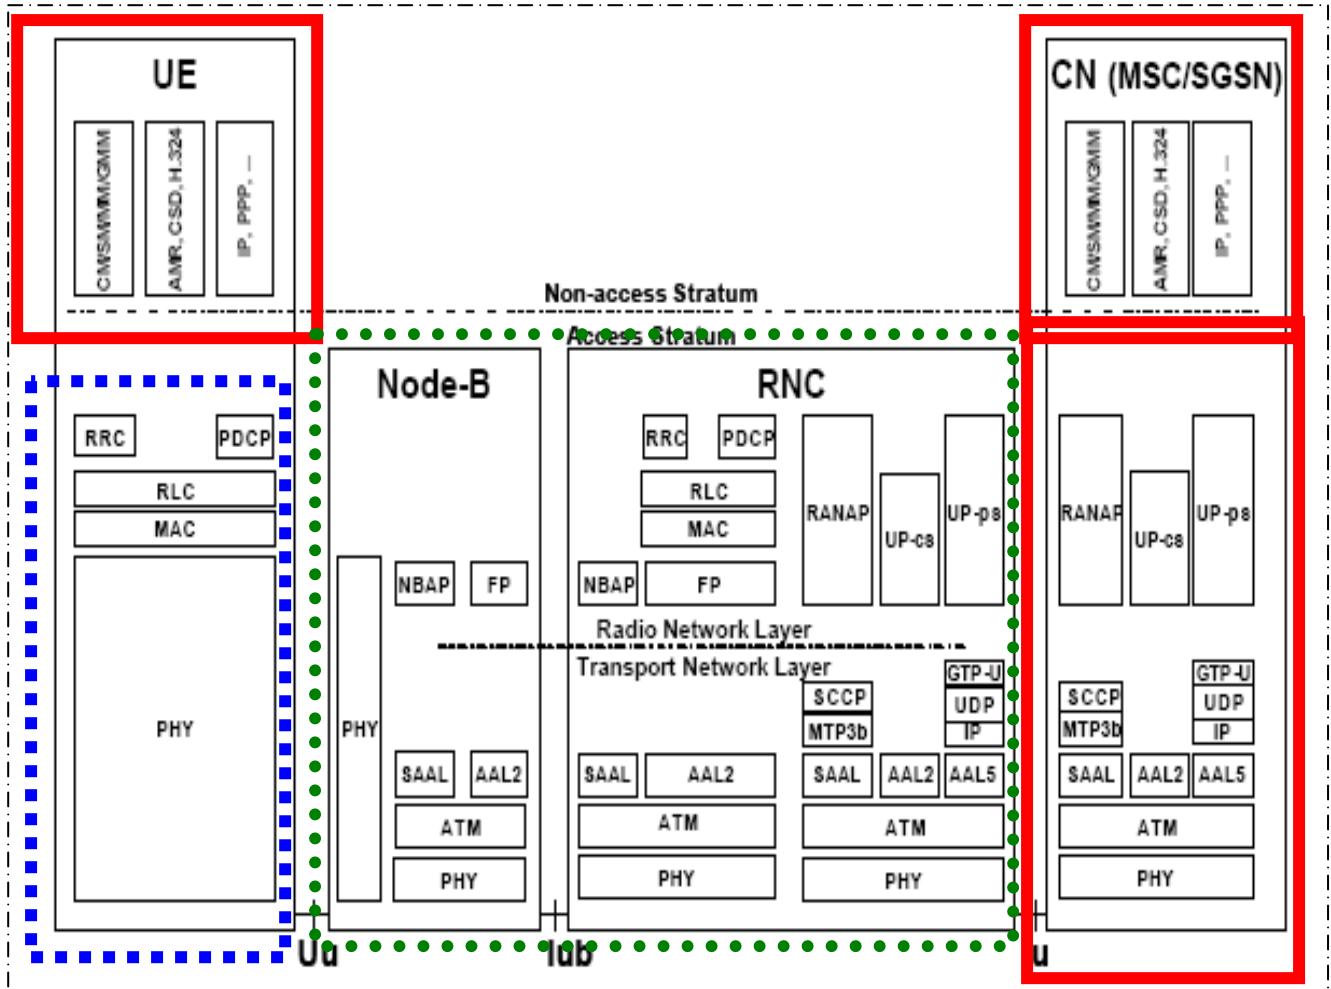 UE
CN (MSC/SGSN)
CM/SM/MM/GMM
AMR, CSD, H.324
IP, PPP, ...
CM/SM/MM/GMM
AMR, CSD, H.324
IP, PPP, ...
Non-access Stratum
Access Stratum
Node-B
RNC
RRC
PDCP
RLC
MAC
PHY
PHY
NBAP
FP
SAAL
AAL2
ATM
PHY
RRC
PDCP
RLC
MAC
NBAP
FP
RANAP
UP-cs
UP-ps
Radio Network Layer
Transport Network Layer
SCCP
MTP3b
GTP-U
UDP
IP
SAAL
AAL2
ATM
PHY
SAAL
AAL2
AAL5
ATM
PHY
RANAP
UP-cs
UP-ps
SCCP
MTP3b
GTP-U
UDP
IP
SAAL
AAL2
AAL5
ATM
PHY
Uu
Iub
u